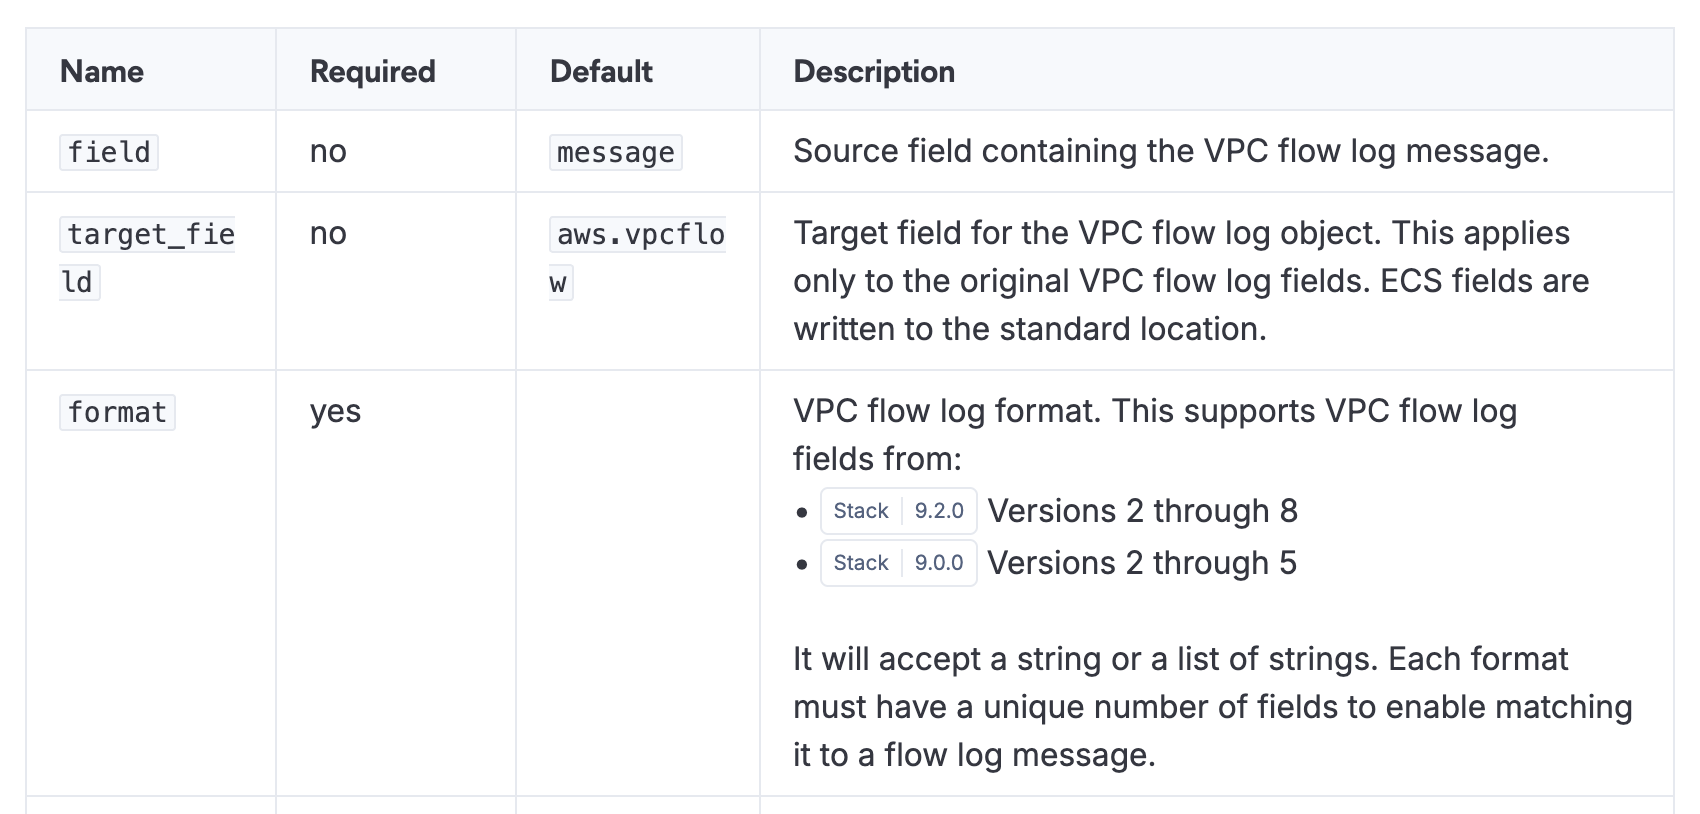 Name Required Default Description
field no message Source field containing the VPC flow log message.
target_fie no aws.vpcflo Target field for the VPC flow log object. This applies
ld w only to the original VPC flow log fields. ECS fields are
written to the standard location.
format yes VPC flow log format. This supports VPC flow log
fields from:
• Stack 9.2.0 Versions 2 through 8
• Stack 9.0.0 Versions 2 through 5
It will accept a string or a list of strings. Each format
must have a unique number of fields to enable matching
it to a flow log message.